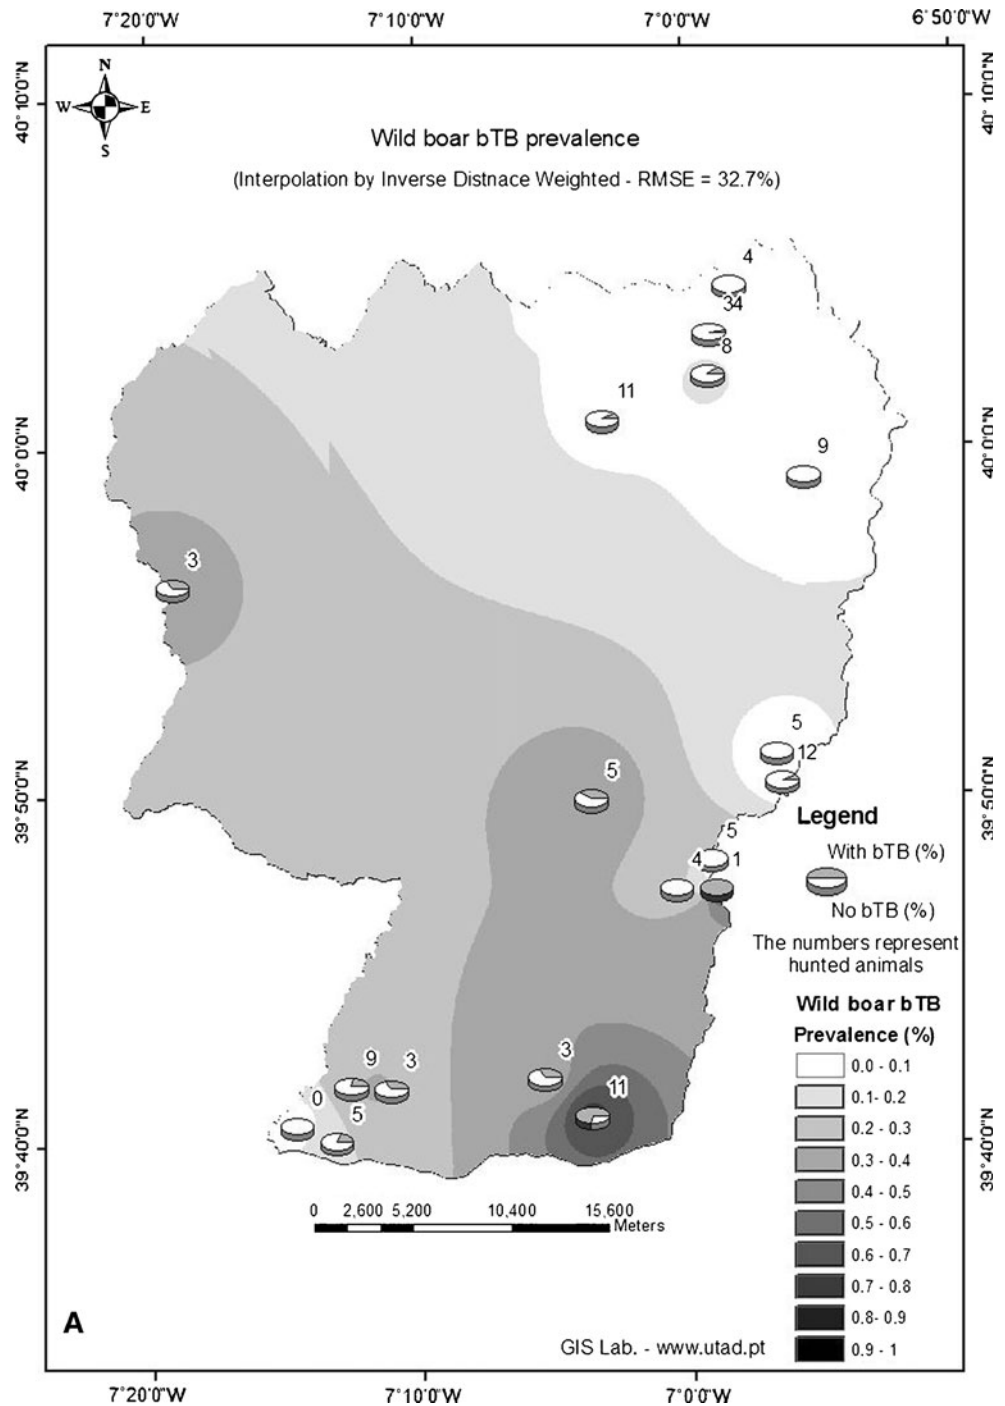 7°20'0"W 7°10'0"W 7°0'0"W 6°50'0"W
40°10'0"N
40°10'0"N
N
W E
S
Wild boar bTB prevalence
(Interpolation by Inverse Distnace Weighted - RMSE = 32.7%)
4
34
8
11
9
40°0'0"N
40°0'0"N
3
5
12
5
39°50'0"N
39°50'0"N
Legend
5
With bTB (%)
4 1
No bTB (%)
The numbers represent
hunted animals
Wild boar bTB
Prevalence (%)
0.0 - 0.1
0.1- 0.2
0.2 - 0.3
0.3 - 0.4
0.4 - 0.5
0.5 - 0.6
0.6 - 0.7
0.7 - 0.8
0.8- 0.9
0.9 - 1
9 3
3
11
0
5
39°40'0"N
39°40'0"N
0 2,600 5,200 10,400 15,600
Meters
A
GIS Lab. - www.utad.pt
7°20'0"W 7°10'0"W 7°0'0"W